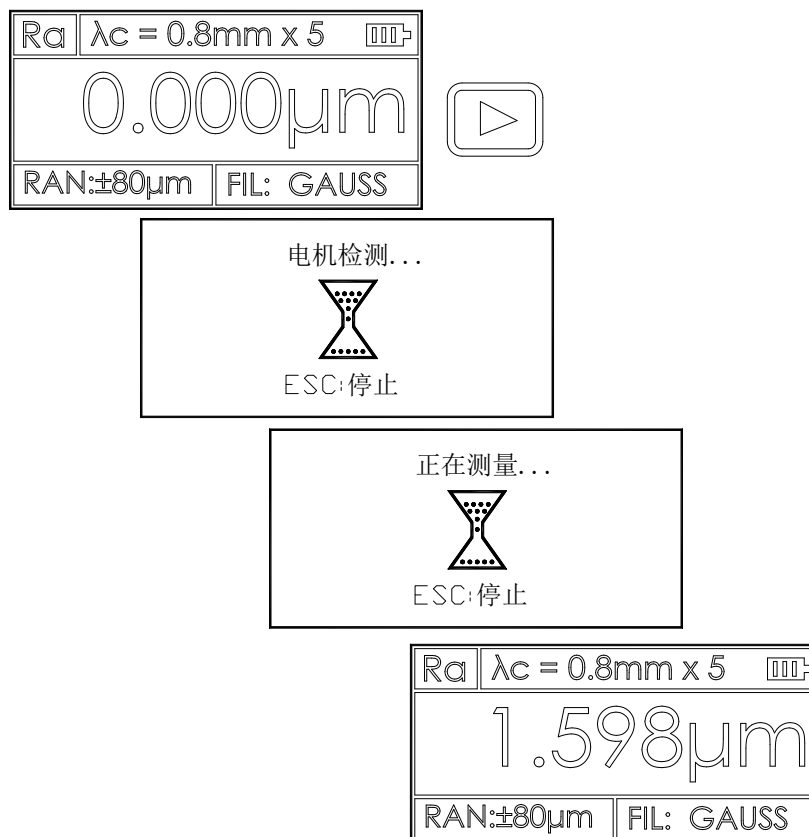 Ra λc = 0.8mm x 5
0.000μm
RAN:±80μm FIL: GAUSS
电机检测...
ESC:停止
正在测量...
ESC:停止
Ra λc = 0.8mm x 5
1.598μm
RAN:±80μm FIL: GAUSS